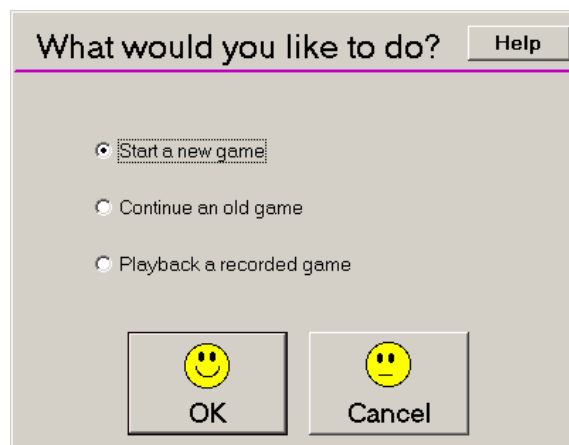 What would you like to do? Help
Start a new game
Continue an old game
Playback a recorded game
OK Cancel